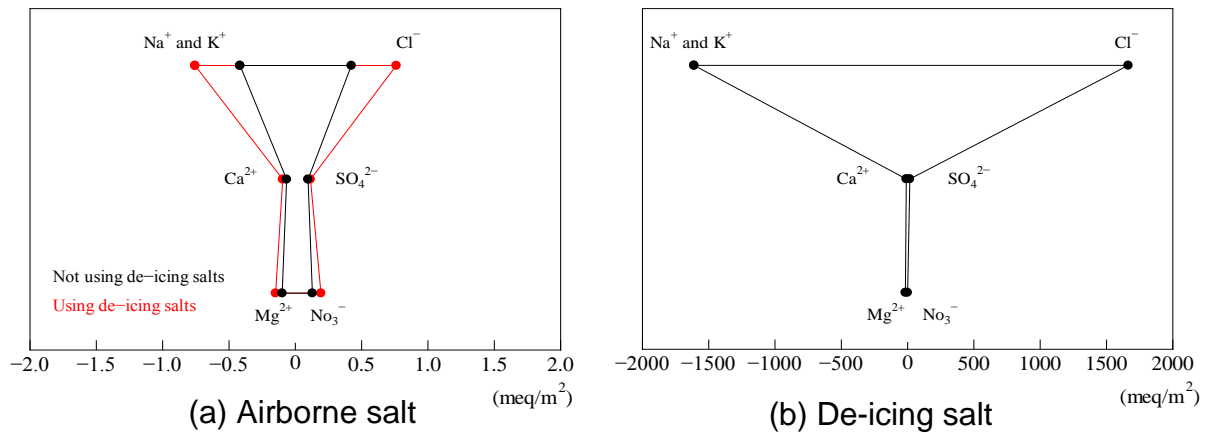 Na⁺ and K⁺ Cl⁻
Ca²⁺ SO₄²⁻
Not using de−icing salts
Using de−icing salts
Mg²⁺ No₃⁻
−2.0 −1.5 −1.0 −0.5 0 0.5 1.0 1.5 2.0
(meq/m²)
(a) Airborne salt
Na⁺ and K⁺ Cl⁻
Ca²⁺ SO₄²⁻
Mg²⁺ No₃⁻
−2000 −1500 −1000 −500 0 500 1000 1500 2000
(meq/m²)
(b) De-icing salt